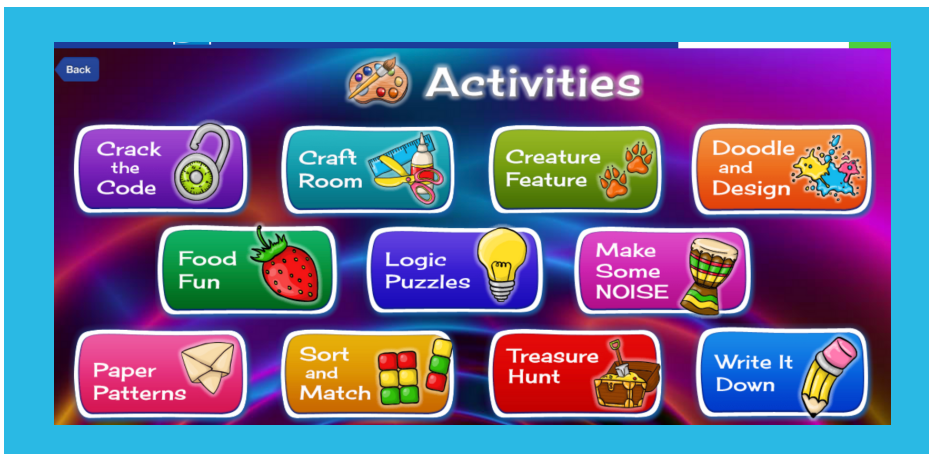 Back
Activities
Crack
the
Code
Craft
Room
Creature
Feature
Doodle
and
Design
Food
Fun
Logic
Puzzles
Make
Some
NOISE
Paper
Patterns
Sort
and
Match
Treasure
Hunt
Write It
Down